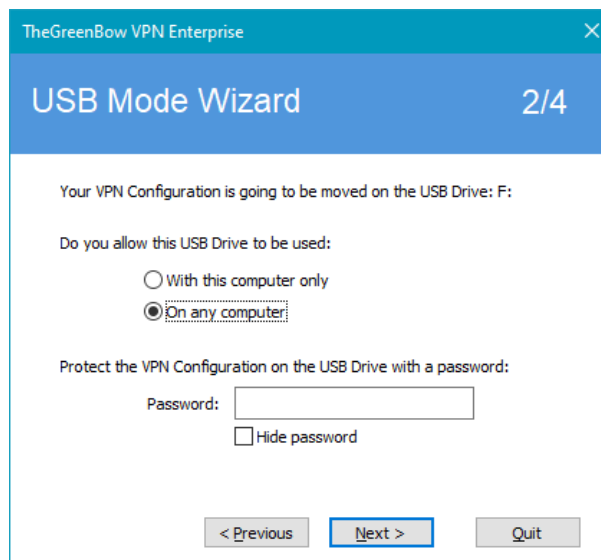 TheGreenBow VPN Enterprise
USB Mode Wizard 2/4
Your VPN Configuration is going to be moved on the USB Drive: F:
Do you allow this USB Drive to be used:
With this computer only
On any computer
Protect the VPN Configuration on the USB Drive with a password:
Password:
Hide password
< Previous Next > Quit